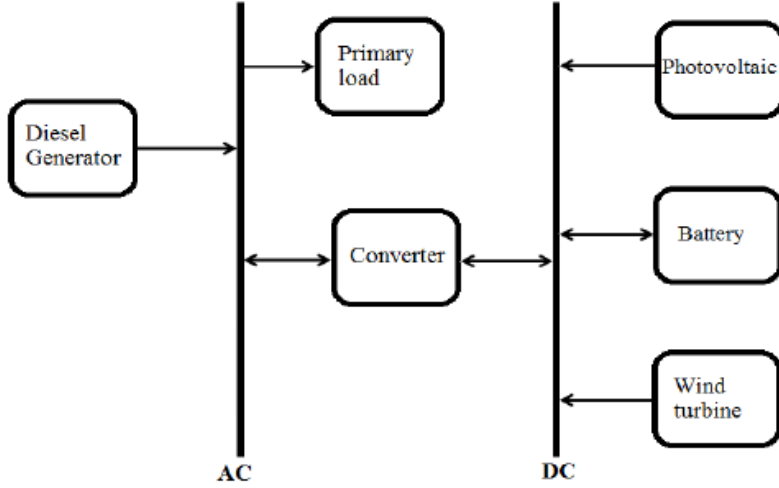 Primary
load
Photovoltaic
Diesel
Generator
Converter
Battery
Wind
turbine
AC
DC